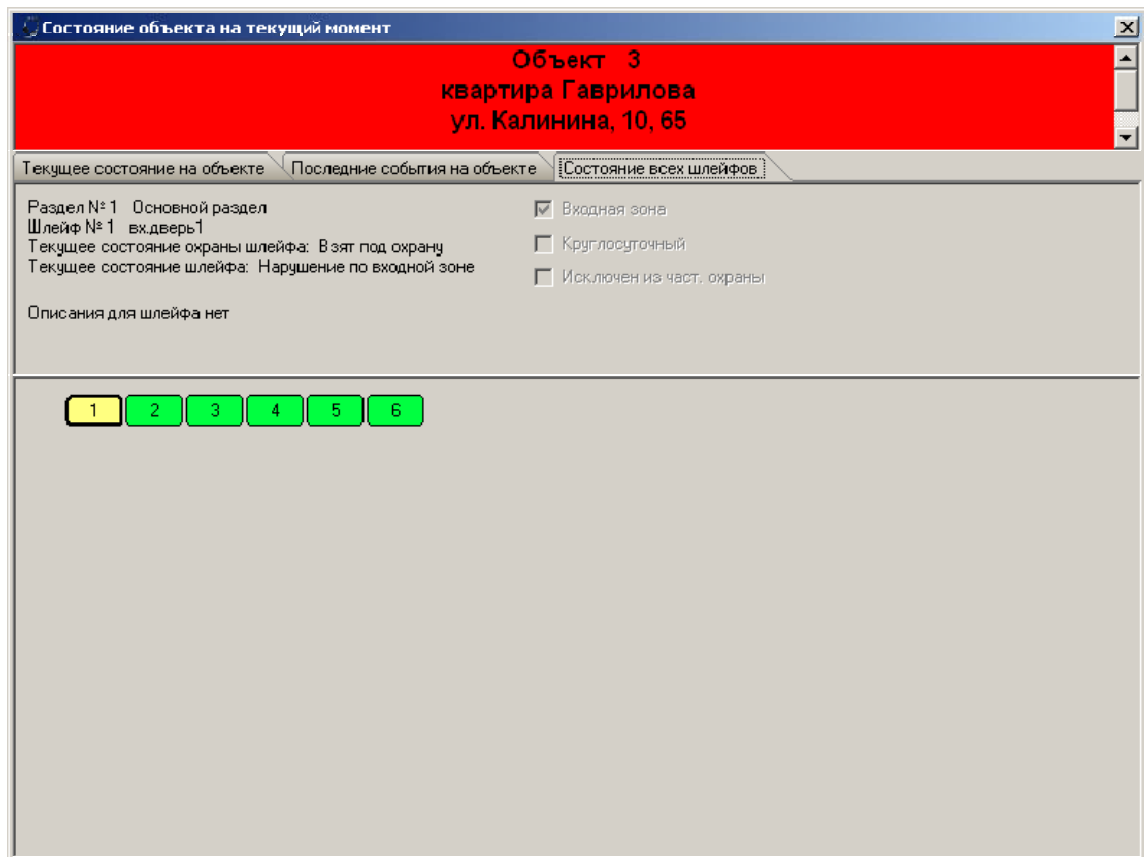 Состояние объекта на текущий момент
Объект 3
квартира Гаврилова
ул. Калинина, 10, 65
Текущее состояние на объекте Последние события на объекте Состояние всех шлейфов
Раздел № 1 Основной раздел
Шлейф № 1 вх.дверь1
Текущее состояние охраны шлейфа: Взят под охрану
Текущее состояние шлейфа: Нарушение по входной зоне
Описания для шлейфа нет
Входная зона
Круглосуточный
Исключен из част. охраны
1 2 3 4 5 6